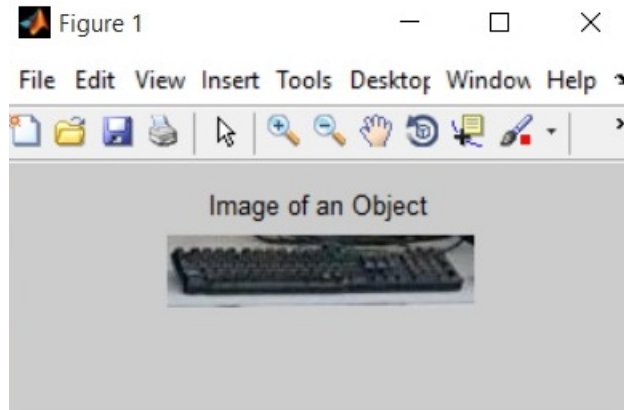 Figure 1
File Edit View Insert Tools Desktop Window Help
Image of an Object